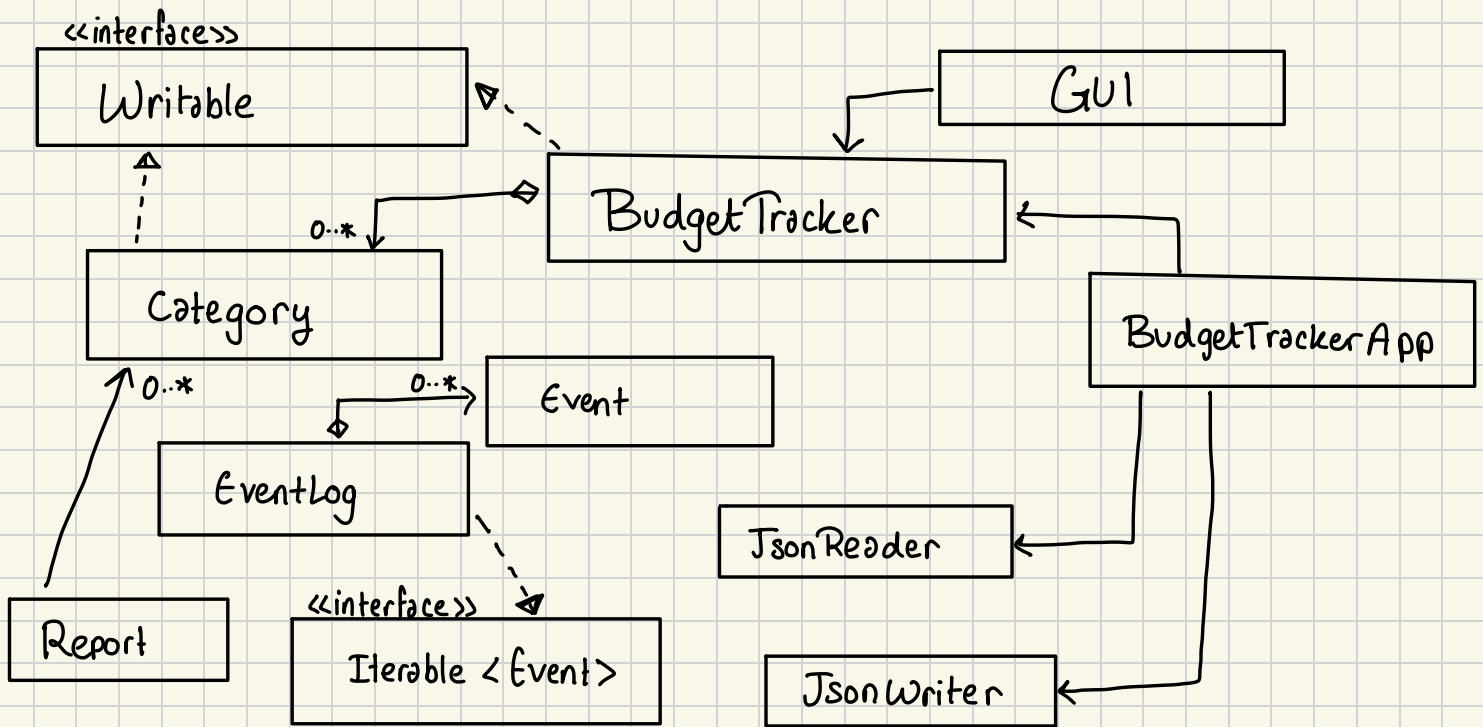 <<interface>>
Writable
GUI
BudgetTracker
0..*
Category
BudgetTrackerApp
0..*
0..*
Event
EventLog
JsonReader
<<interface>>
Report
Iterable <Event>
JsonWriter